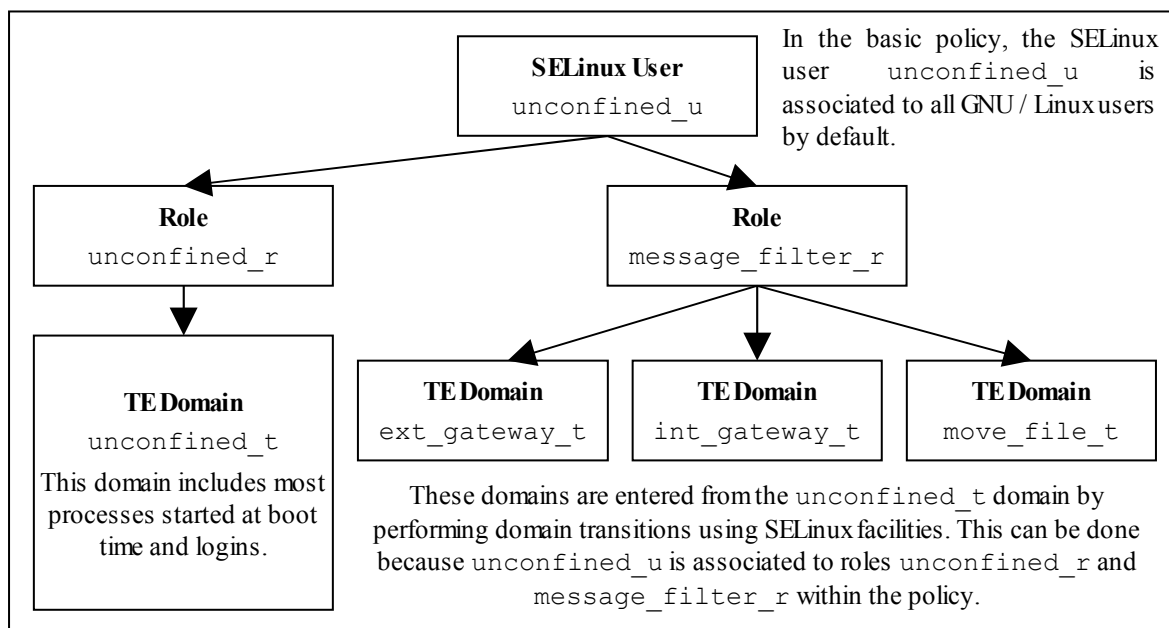 SELinux User
unconfined_u
In the basic policy, the SELinux
user unconfined_u is
associated to all GNU / Linux users
by default.
Role
unconfined_r
Role
message_filter_r
TE Domain
unconfined_t
This domain includes most
processes started at boot
time and logins.
TE Domain
ext_gateway_t
TE Domain
int_gateway_t
TE Domain
move_file_t
These domains are entered from the unconfined_t domain by
performing domain transitions using SELinux facilities. This can be done
because unconfined_u is associated to roles unconfined_r and
message_filter_r within the policy.